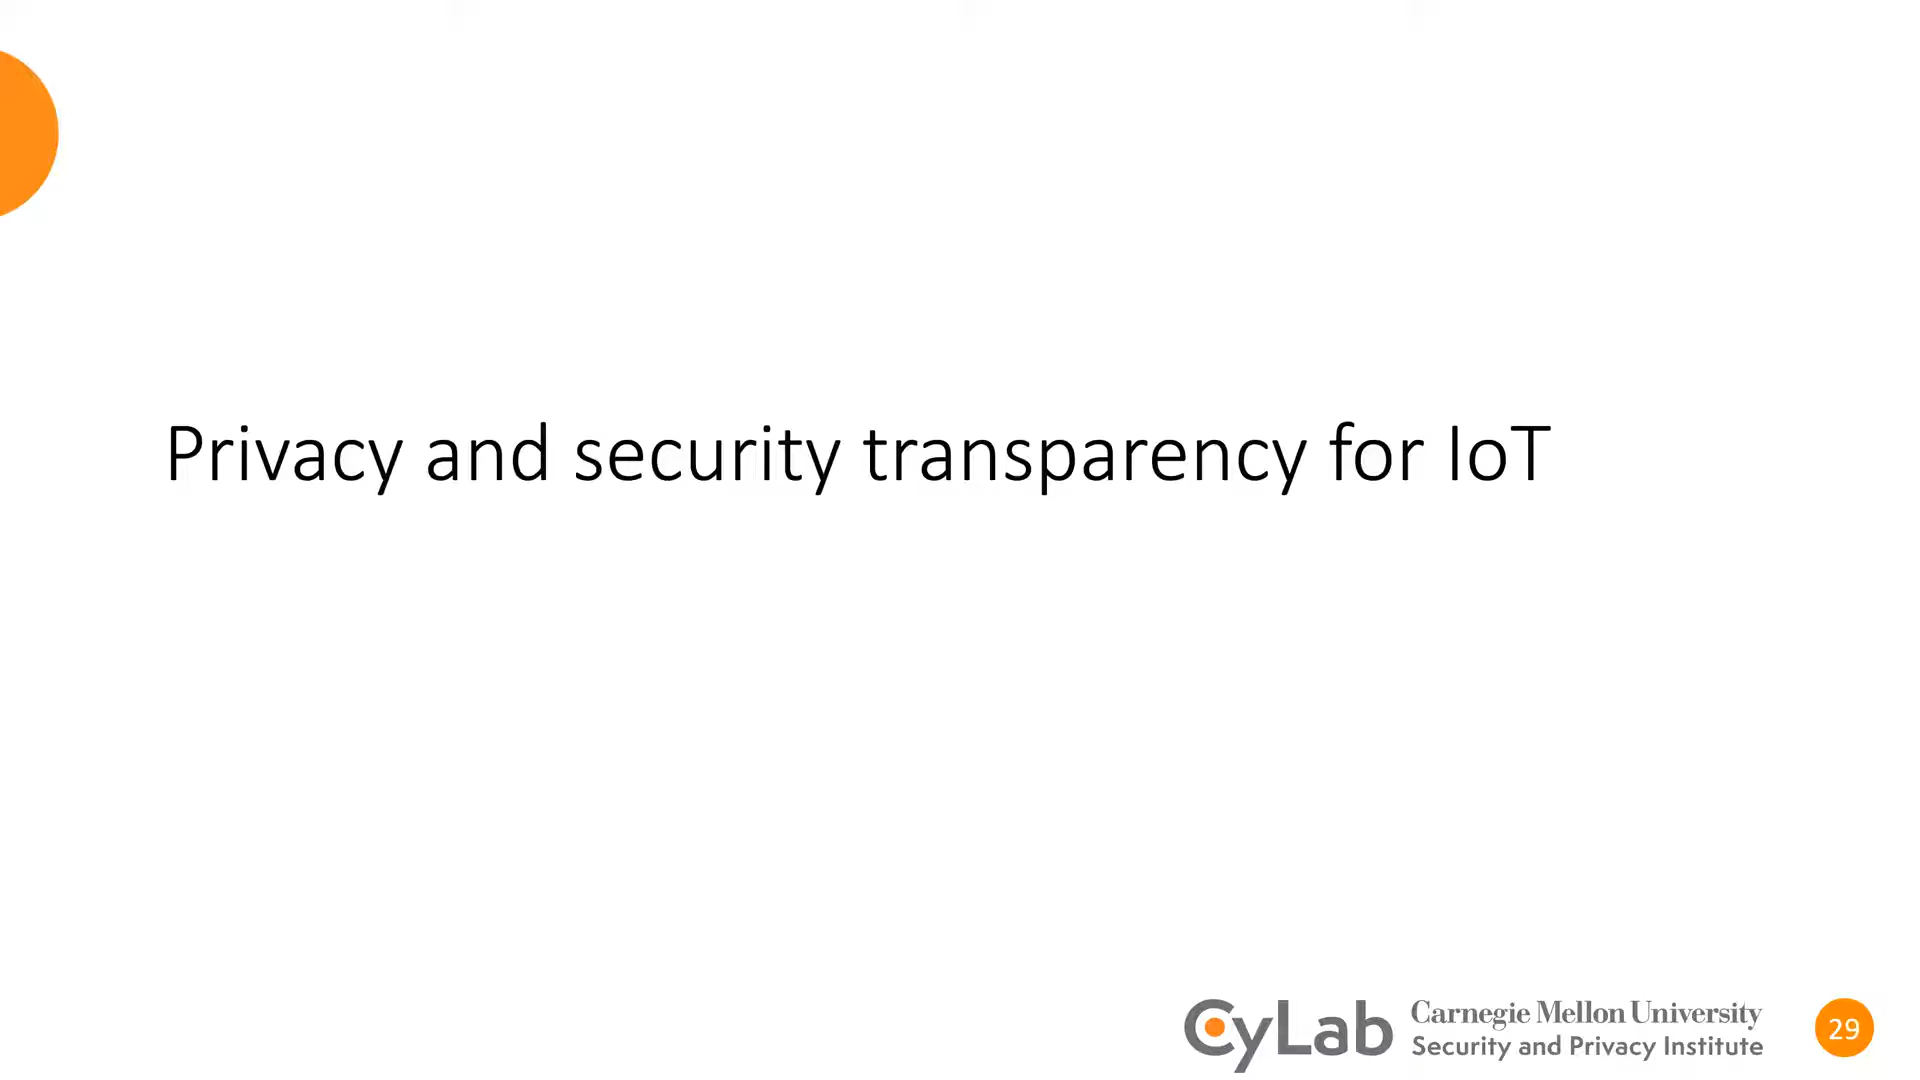 Privacy and security transparency for IoT
CyLab
Carnegie Mellon University
Security and Privacy Institute
29